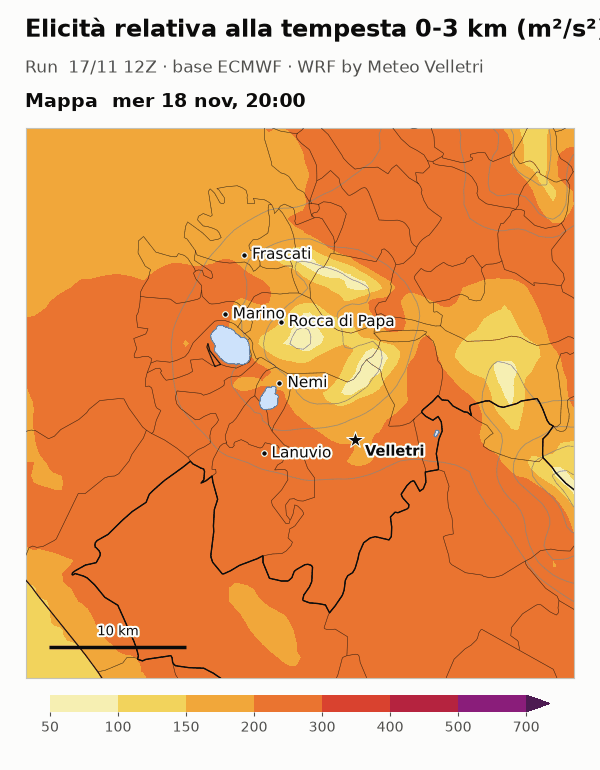 Elicità relativa alla tempesta 0-3 km (m²/s²)
Run  17/11 12Z · base ECMWF · WRF by Meteo Velletri
Mappa  mer 18 nov, 20:00
Frascati
Marino
Rocca di Papa
Nemi
Velletri
Lanuvio
10 km
50 100 150 200 300 400 500 700